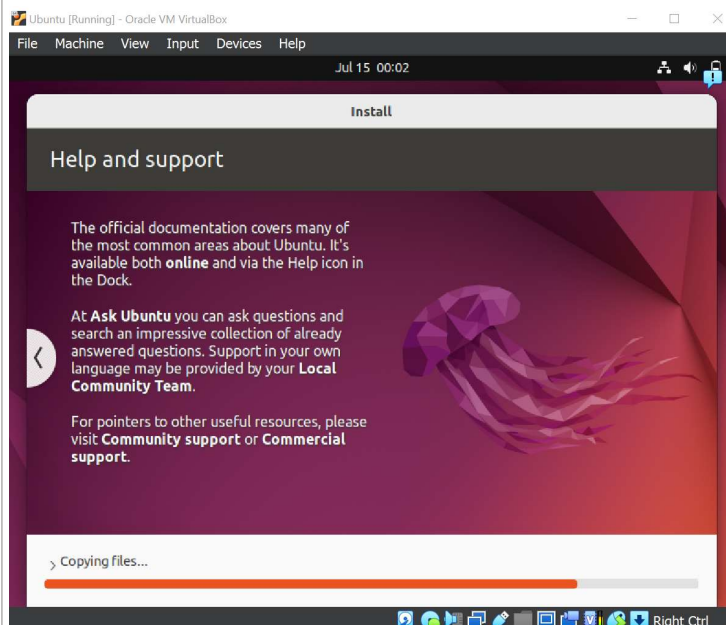 Ubuntu [Running] - Oracle VM VirtualBox
File Machine View Input Devices Help
Jul 15 00:02
Install
Help and support
The official documentation covers many of
the most common areas about Ubuntu. It's
available both online and via the Help icon in
the Dock.
At Ask Ubuntu you can ask questions and
search an impressive collection of already
answered questions. Support in your own
language may be provided by your Local
Community Team.
For pointers to other useful resources, please
visit Community support or Commercial
support.
Copying files...
Right Ctrl